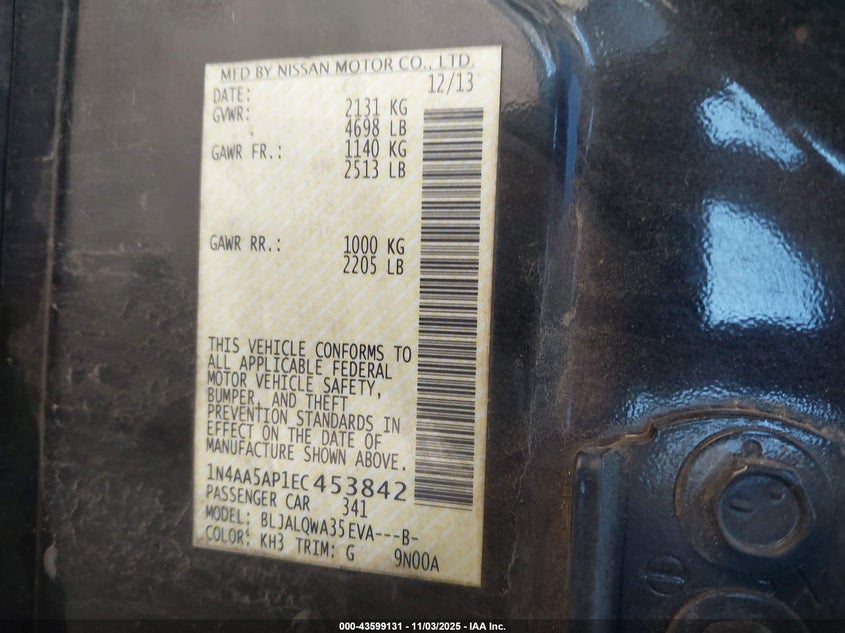 MFD BY NISSAN MOTOR CO., LTD.
DATE: 12/13
GVWR: 2131 KG
4698 LB
GAWR FR.: 1140 KG
2513 LB
GAWR RR.: 1000 KG
2205 LB
THIS VEHICLE CONFORMS TO
ALL APPLICABLE FEDERAL
MOTOR VEHICLE SAFETY,
BUMPER, AND THEFT
PREVENTION STANDARDS IN
EFFECT ON THE DATE OF
MANUFACTURE SHOWN ABOVE.
1N4AA5AP1EC453842
PASSENGER CAR 341
MODEL: BLJALQWA35EVA---B-
COLOR: KH3 TRIM: G 9N00A
000-43599131 - 11/03/2025 - IAA Inc.